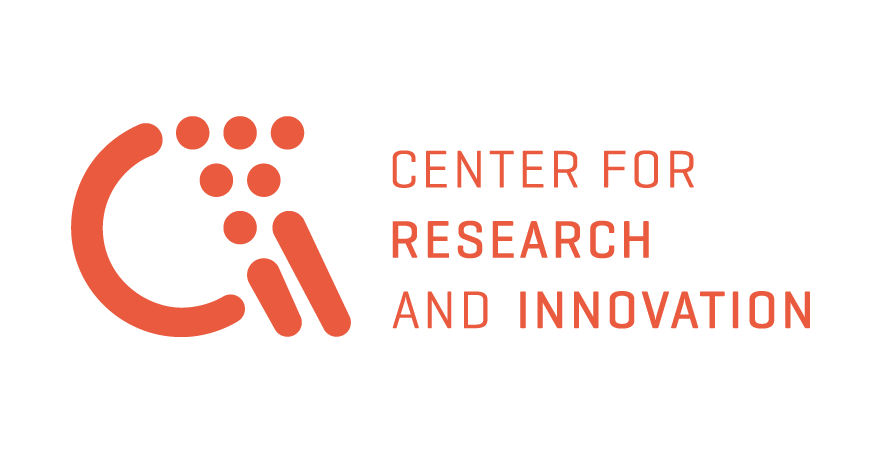 CENTER FOR
RESEARCH
AND INNOVATION